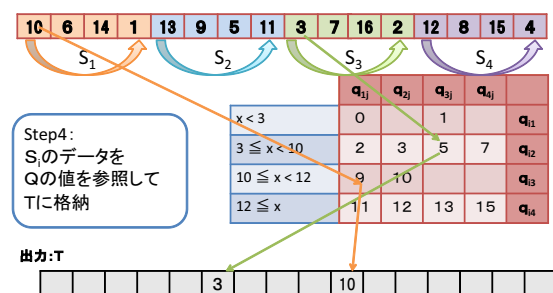 10 6 14 1 13 9 5 11 3 7 16 2 12 8 15 4
S1 S2 S3 S4
q1j q2j q3j q4j
x < 3 0 1 qi1
3 ≦ x < 10 2 3 5 7 qi2
10 ≦ x < 12 9 10 qi3
12 ≦ x 11 12 13 15 qi4
Step4:
Siのデータを
Qの値を参照して
Tに格納
出力:T
3 10